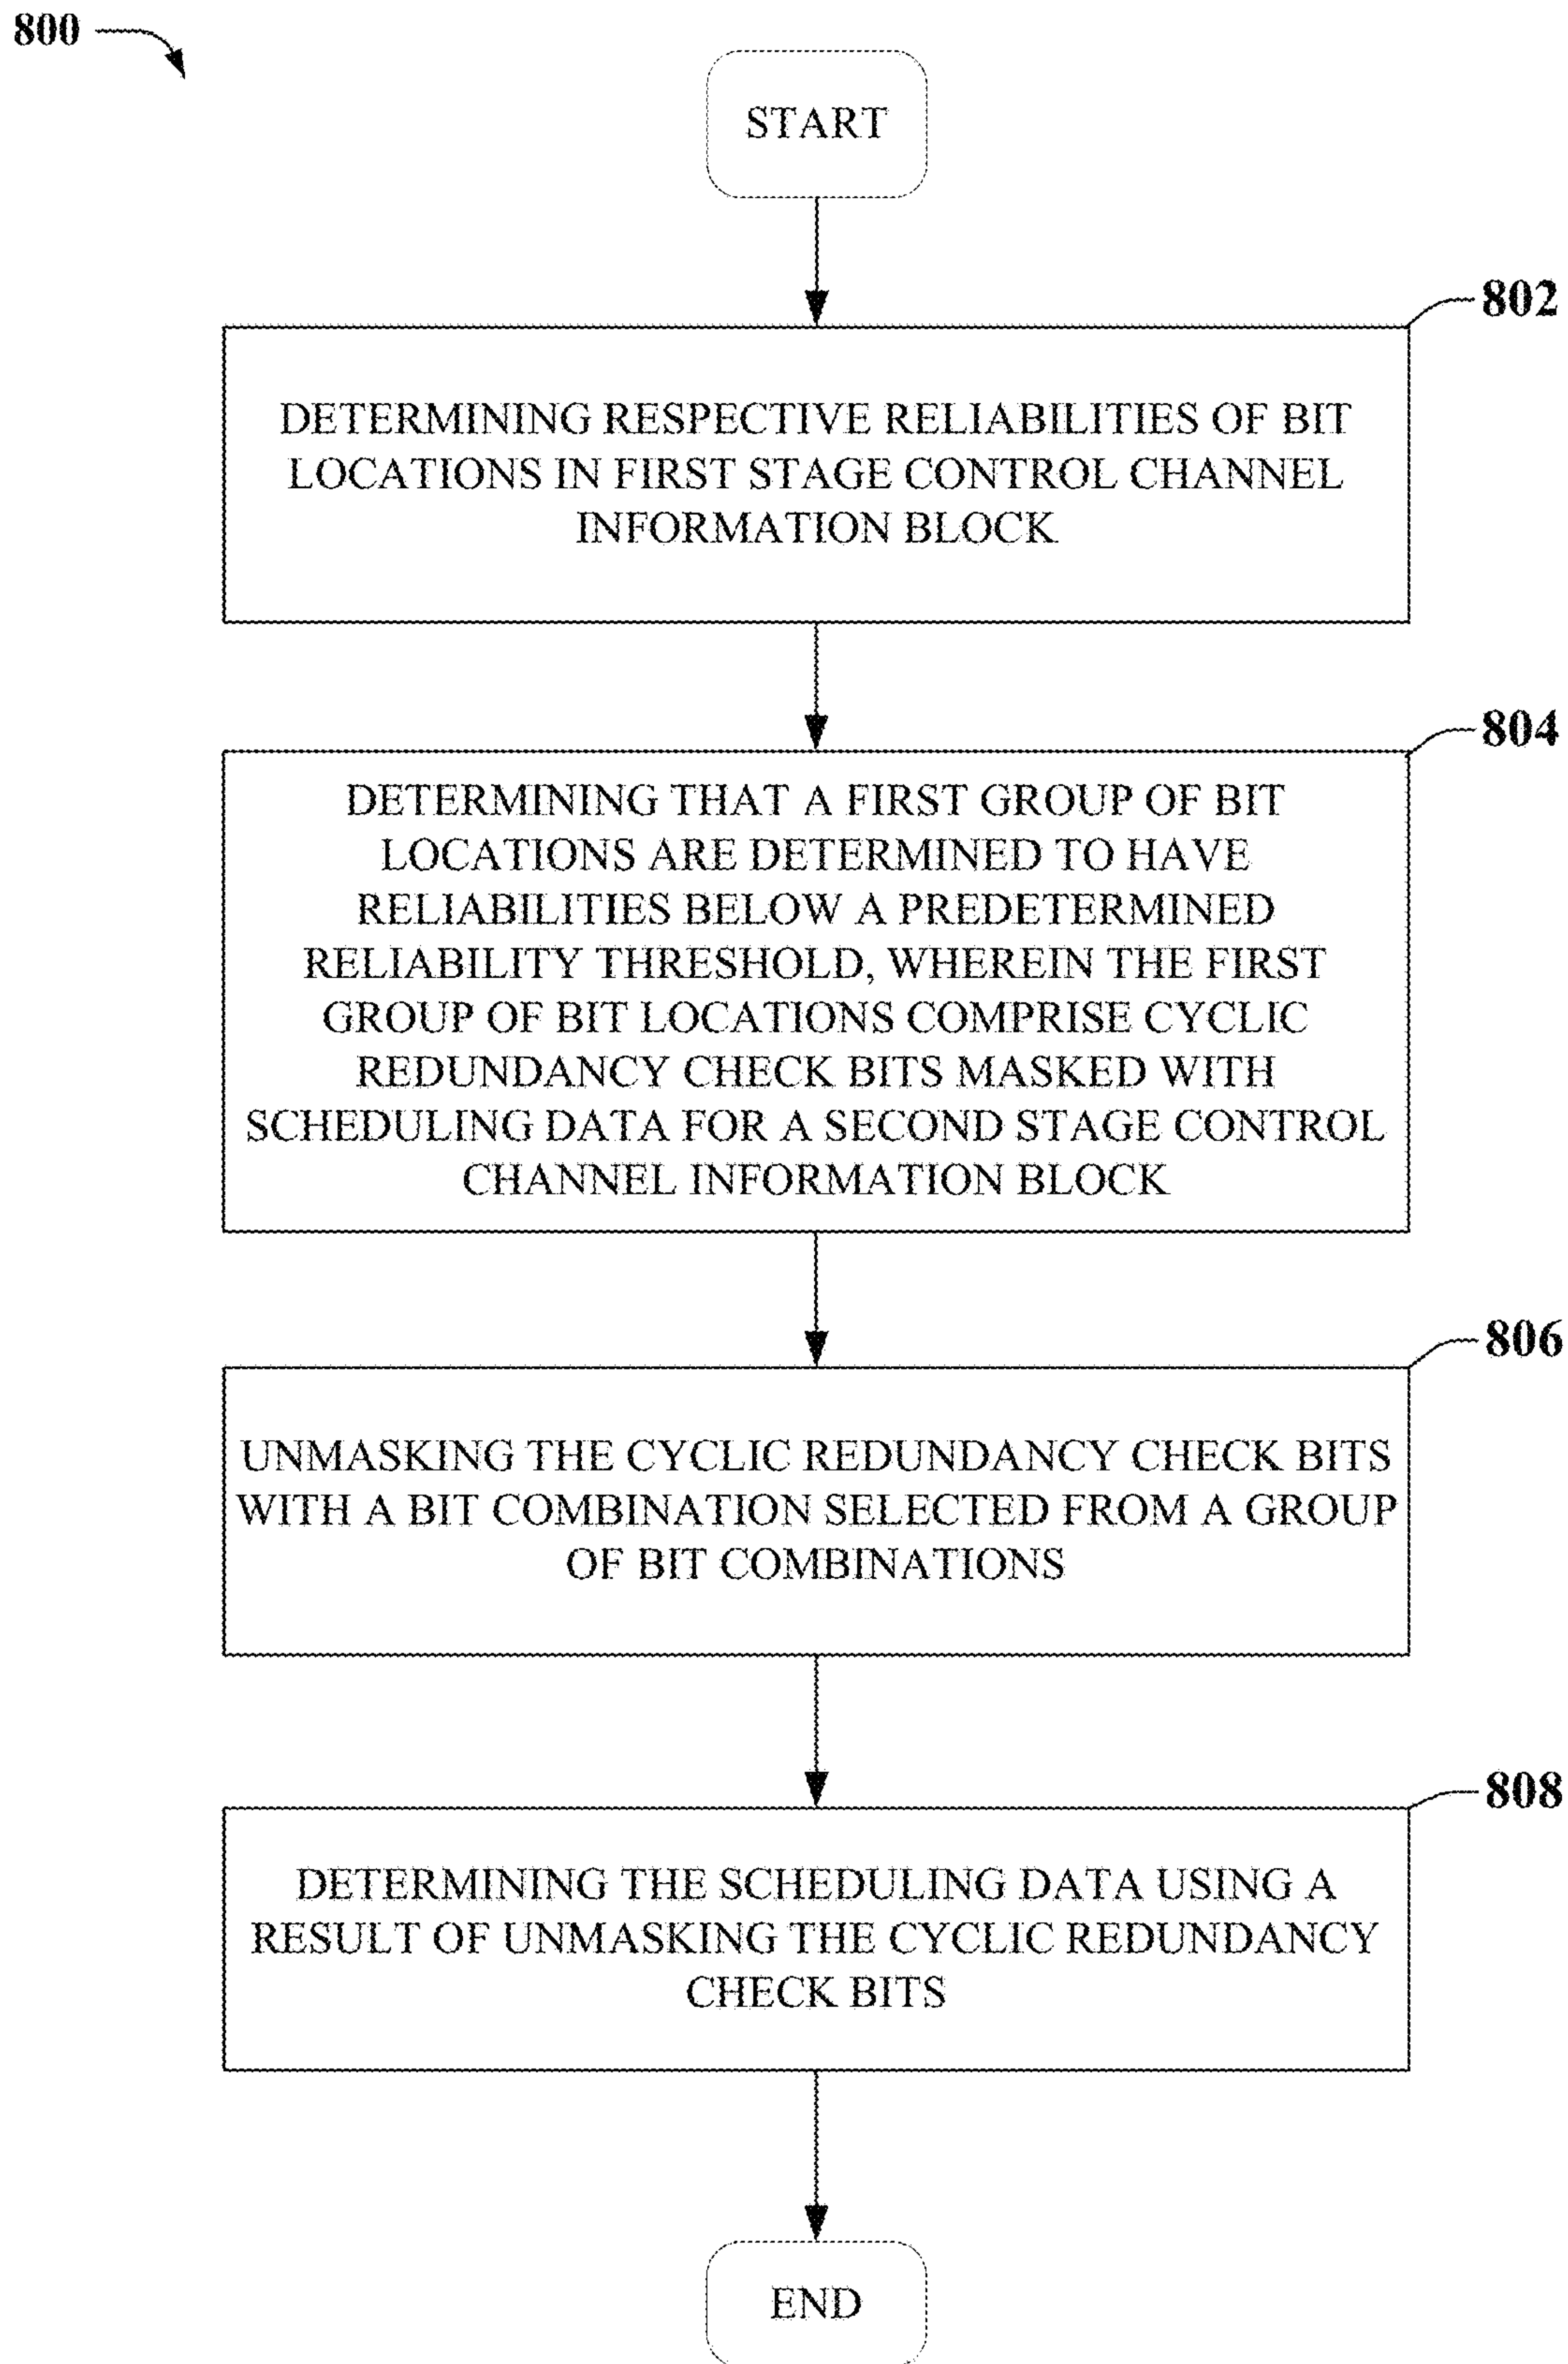 800
START
802
DETERMINING RESPECTIVE RELIABILITIES OF BIT
LOCATIONS IN FIRST STAGE CONTROL CHANNEL
INFORMATION BLOCK
804
DETERMINING THAT A FIRST GROUP OF BIT
LOCATIONS ARE DETERMINED TO HAVE
RELIABILITIES BELOW A PREDETERMINED
RELIABILITY THRESHOLD, WHEREIN THE FIRST
GROUP OF BIT LOCATIONS COMPRISE CYCLIC
REDUNDANCY CHECK BITS MASKED WITH
SCHEDULING DATA FOR A SECOND STAGE CONTROL
CHANNEL INFORMATION BLOCK
806
UNMASKING THE CYCLIC REDUNDANCY CHECK BITS
WITH A BIT COMBINATION SELECTED FROM A GROUP
OF BIT COMBINATIONS
808
DETERMINING THE SCHEDULING DATA USING A
RESULT OF UNMASKING THE CYCLIC REDUNDANCY
CHECK BITS
END